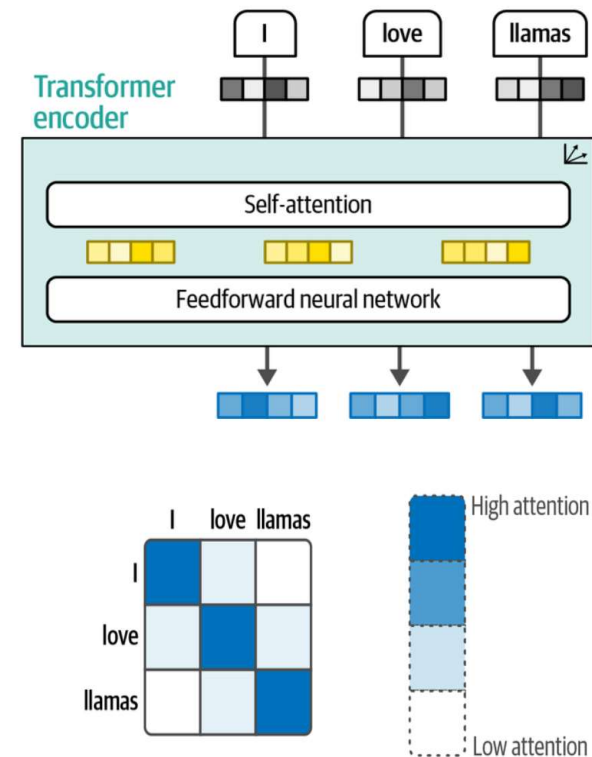 I love llamas
Transformer
encoder
Self-attention
Feedforward neural network
I love llamas
I
love
llamas
High attention
Low attention